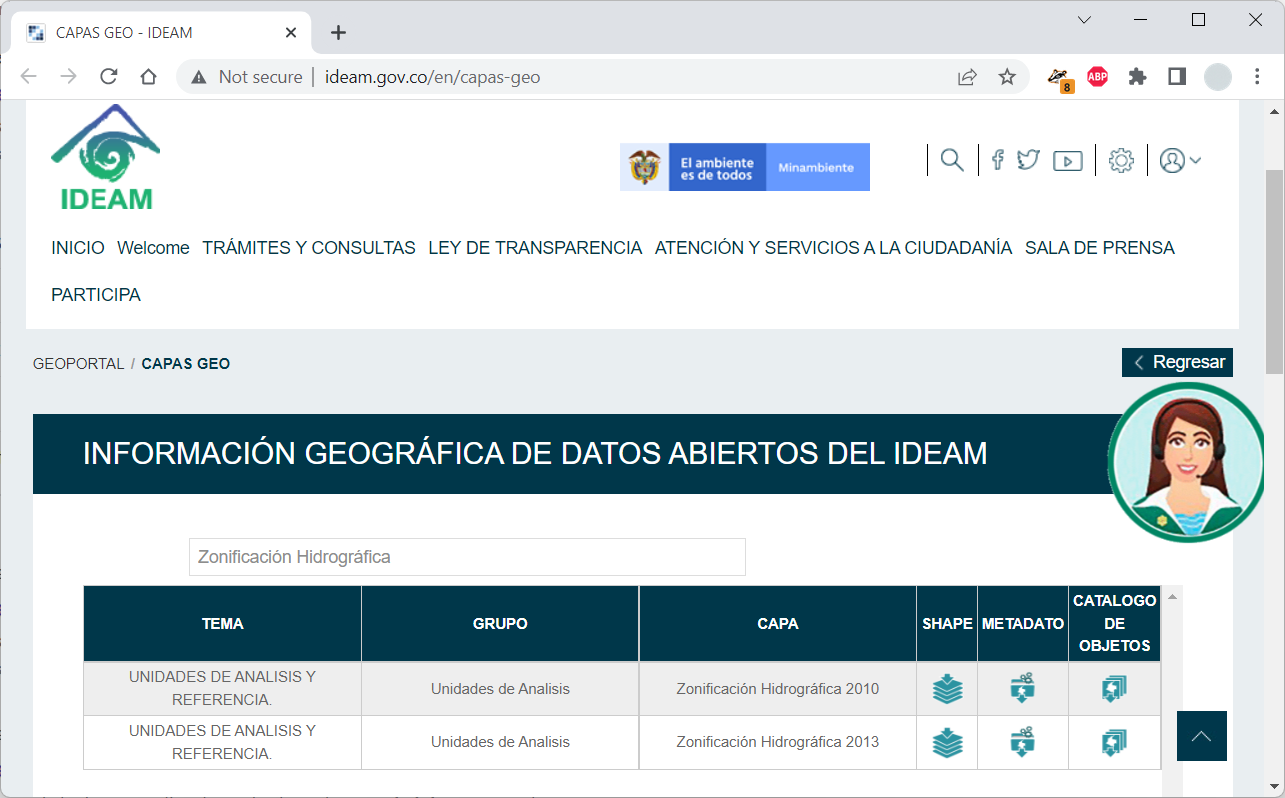 CAPAS GEO - IDEAM
Not secure | ideam.gov.co/en/capas-geo
8
ABP
IDEAM
El ambiente
es de todos
Minambiente
INICIO Welcome TRÁMITES Y CONSULTAS LEY DE TRANSPARENCIA ATENCIÓN Y SERVICIOS A LA CIUDADANÍA SALA DE PRENSA
PARTICIPA
GEOPORTAL / CAPAS GEO
Regresar
INFORMACIÓN GEOGRÁFICA DE DATOS ABIERTOS DEL IDEAM
Zonificación Hidrográfica
TEMA GRUPO CAPA SHAPE METADATO CATALOGO
DE
OBJETOS
UNIDADES DE ANALISIS Y
REFERENCIA.
Unidades de Analisis Zonificación Hidrográfica 2010
UNIDADES DE ANALISIS Y
REFERENCIA.
Unidades de Analisis Zonificación Hidrográfica 2013